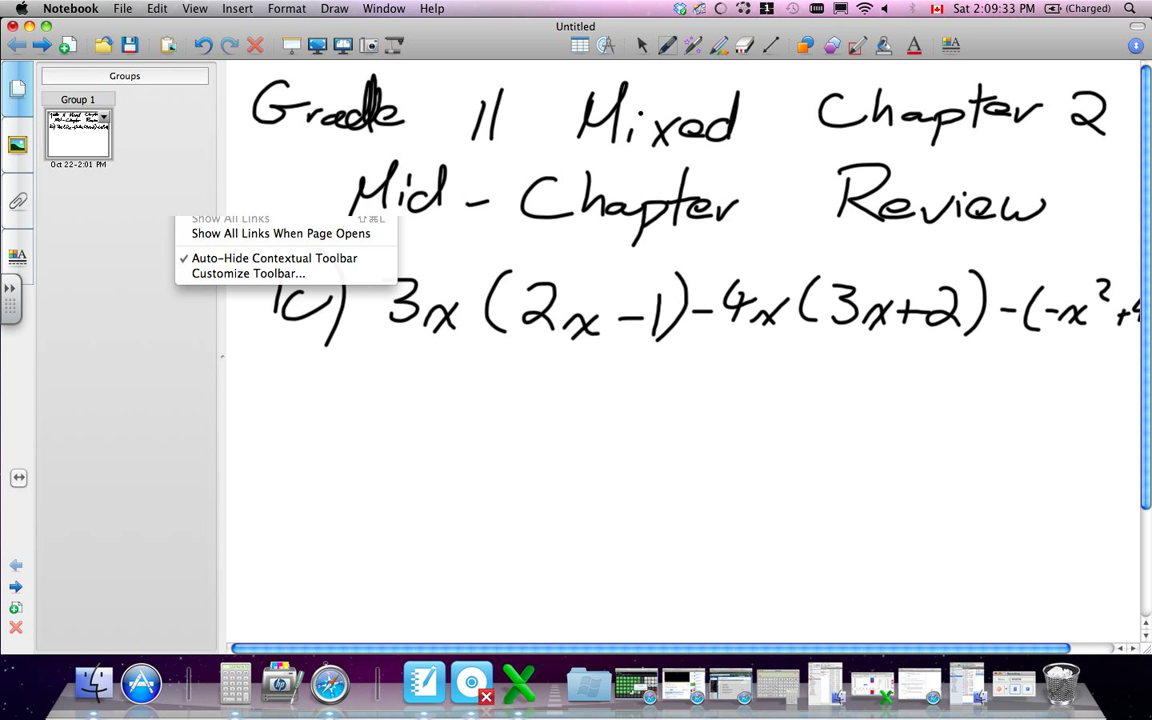 Notebook File Edit View Insert Format Draw Window Help 1 Sat 2:09:33 PM (Charged)
Untitled
Groups
Group 1
Oct 22-2:01 PM
Grade 11 Mixed Chapter 2
Mid-Chapter Review
Show All Links ⇧⌘L
Show All Links When Page Opens
✓ Auto-Hide Contextual Toolbar
Customize Toolbar...
1c) 3x (2x-1)-4x(3x+2)-(-x²+4